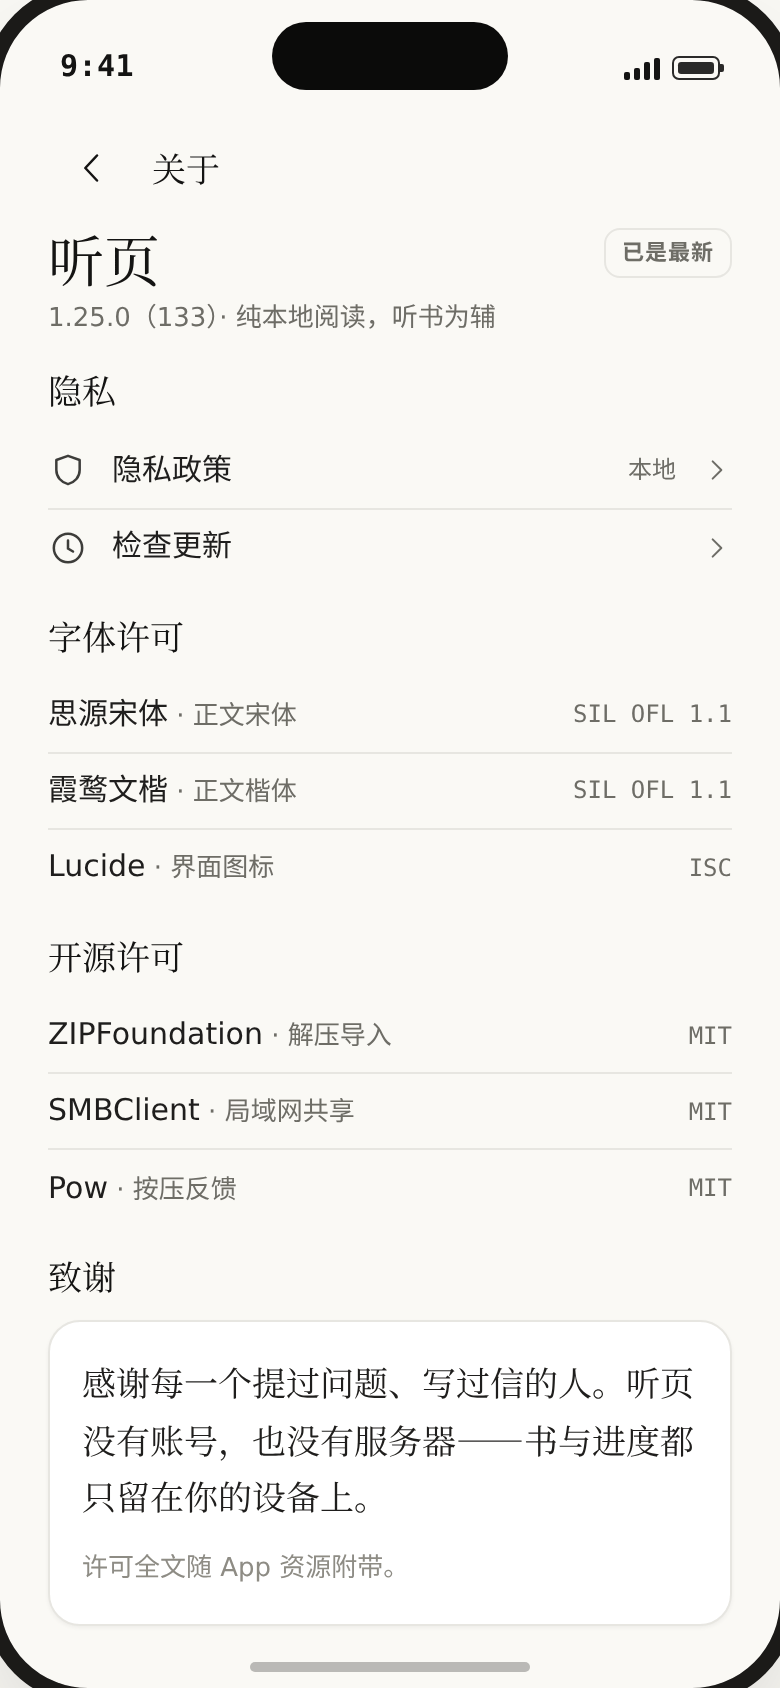 9:41
关于
听页
已是最新
1.25.0（133）· 纯本地阅读，听书为辅
隐私
隐私政策 本地
检查更新
字体许可
思源宋体 · 正文宋体 SIL OFL 1.1
霞鹜文楷 · 正文楷体 SIL OFL 1.1
Lucide · 界面图标 ISC
开源许可
ZIPFoundation · 解压导入 MIT
SMBClient · 局域网共享 MIT
Pow · 按压反馈 MIT
致谢
感谢每一个提过问题、写过信的人。听页
没有账号，也没有服务器——书与进度都
只留在你的设备上。
许可全文随 App 资源附带。